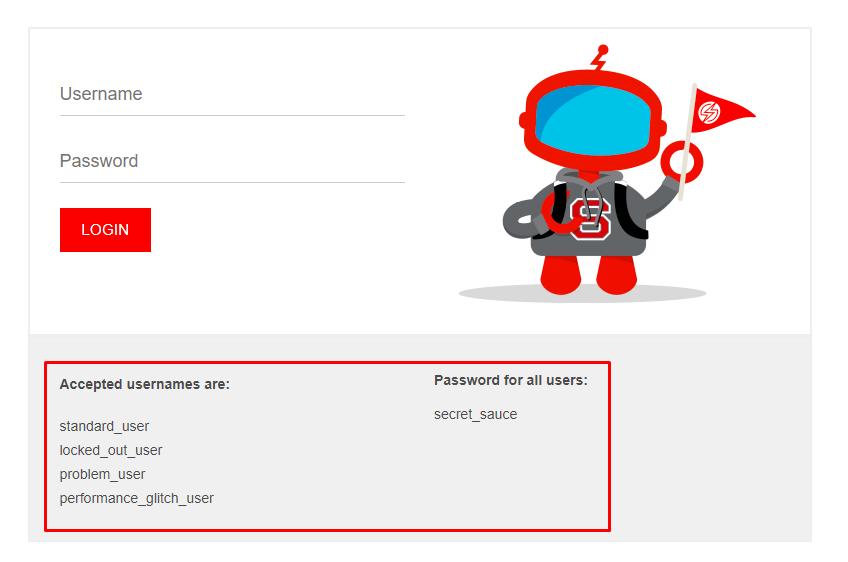 Username
Password
LOGIN
S
Accepted usernames are:
standard_user
locked_out_user
problem_user
performance_glitch_user
Password for all users:
secret_sauce